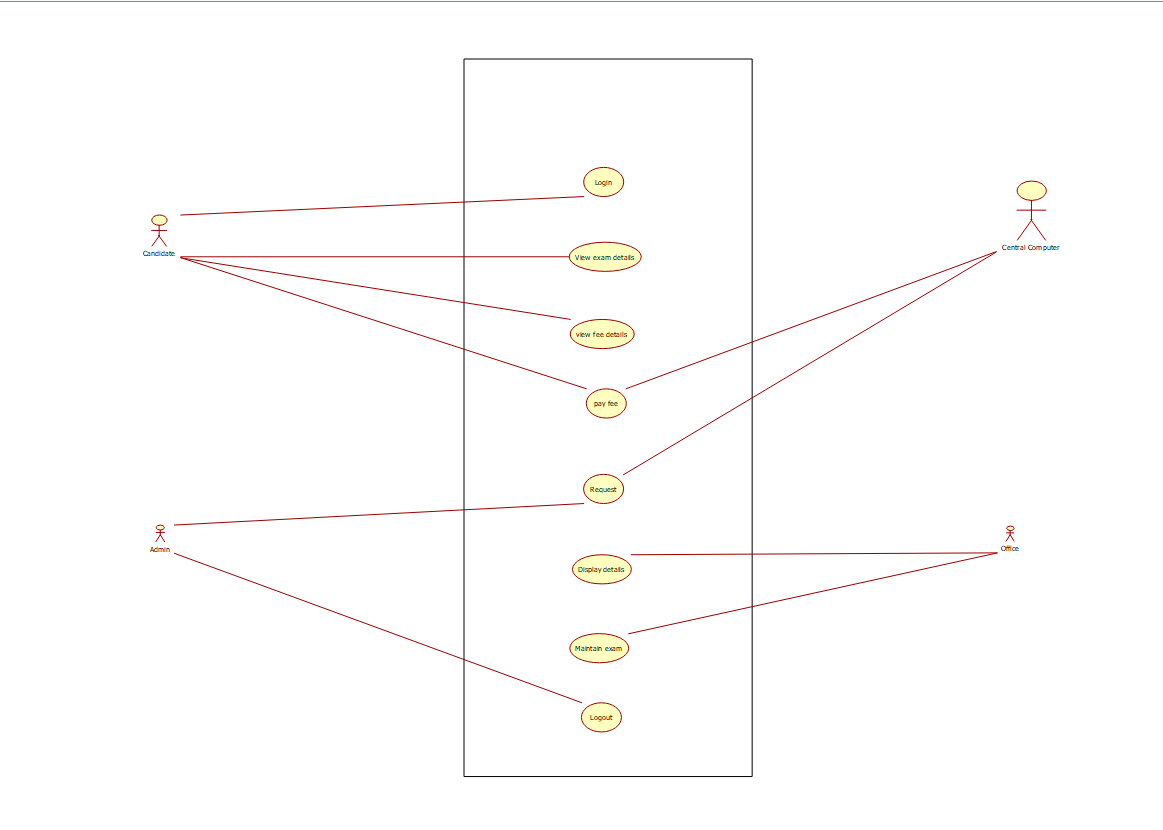 Login
Candidate
Central Computer
View exam details
view fee details
pay fee
Request
Admin
Office
Display details
Maintain exam
Logout